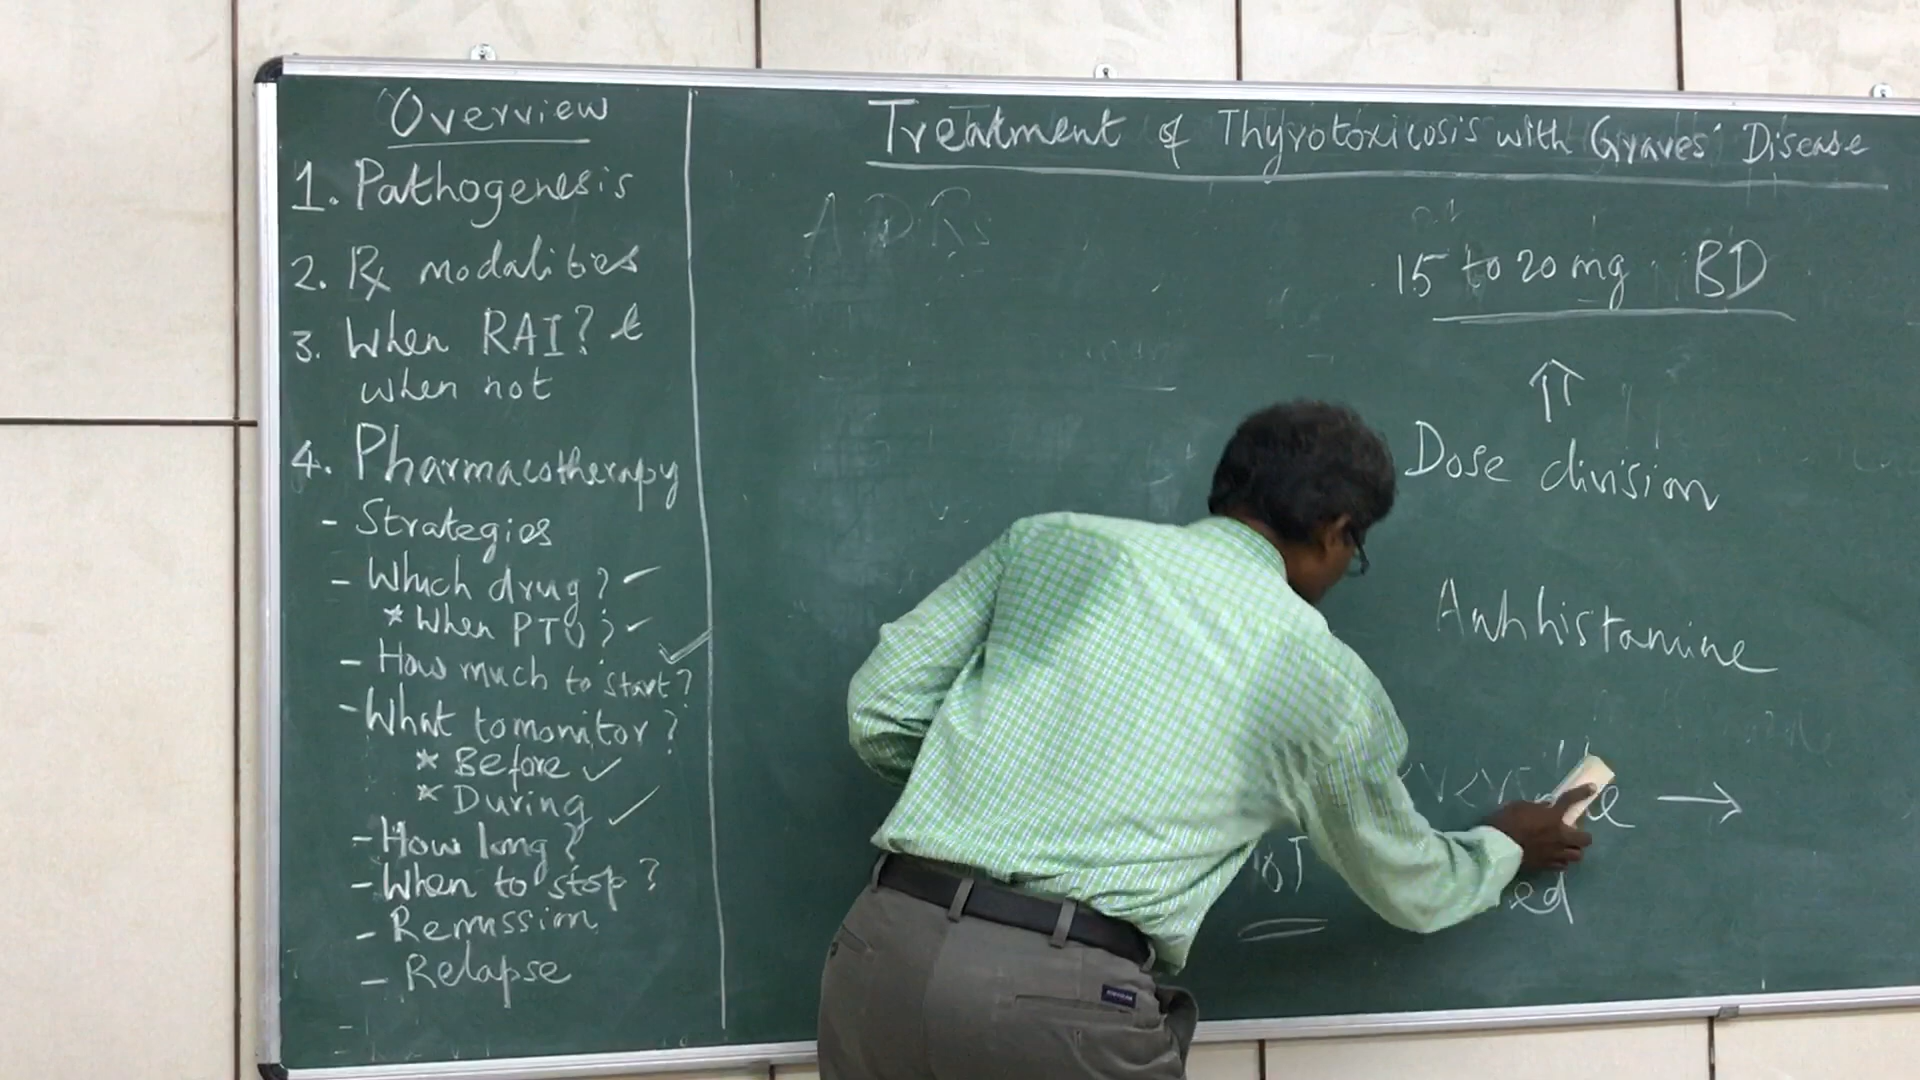 Overview
1. Pathogenesis
2. ℞ modalities
3. When RAI? &
when not
4. Pharmacotherapy
- Strategies
- Which drug?
* When PTU?
- How much to start?
- What to monitor?
* Before ✓
* During ✓
- How long?
- When to stop?
- Remission
- Relapse
-
Treatment of Thyrotoxicosis with Graves' Disease
ADRs
15 to 20 mg BD
⇑
Dose division
Antihistamine
→